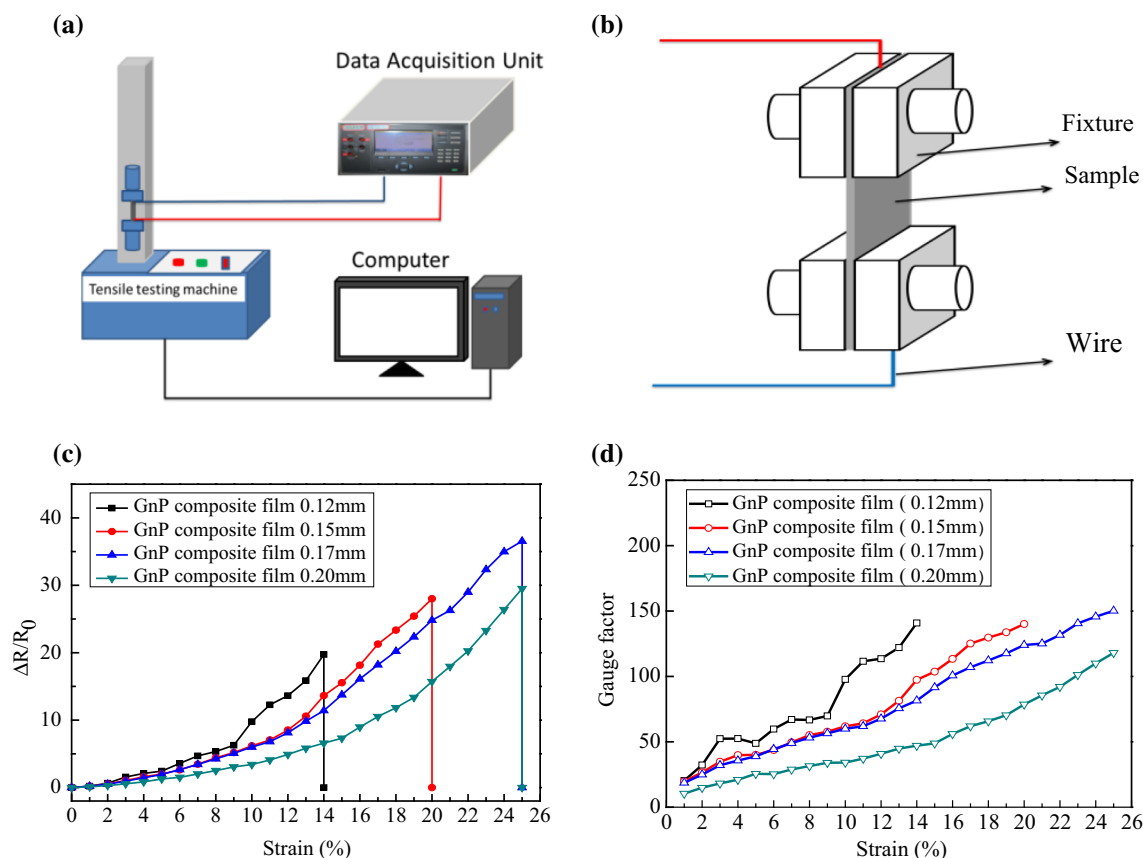 (a)
Data Acquisition Unit
Computer
Tensile testing machine
(b)
Fixture
Sample
Wire
(c)
GnP composite film 0.12mm
GnP composite film 0.15mm
GnP composite film 0.17mm
GnP composite film 0.20mm
40
30
20
10
0
ΔR/R0
0 2 4 6 8 10 12 14 16 18 20 22 24 26
Strain (%)
(d)
GnP composite film ( 0.12mm)
GnP composite film ( 0.15mm)
GnP composite film ( 0.17mm)
GnP composite film ( 0.20mm)
250
200
150
100
50
0
Gauge factor
0 2 4 6 8 10 12 14 16 18 20 22 24 26
Strain (%)